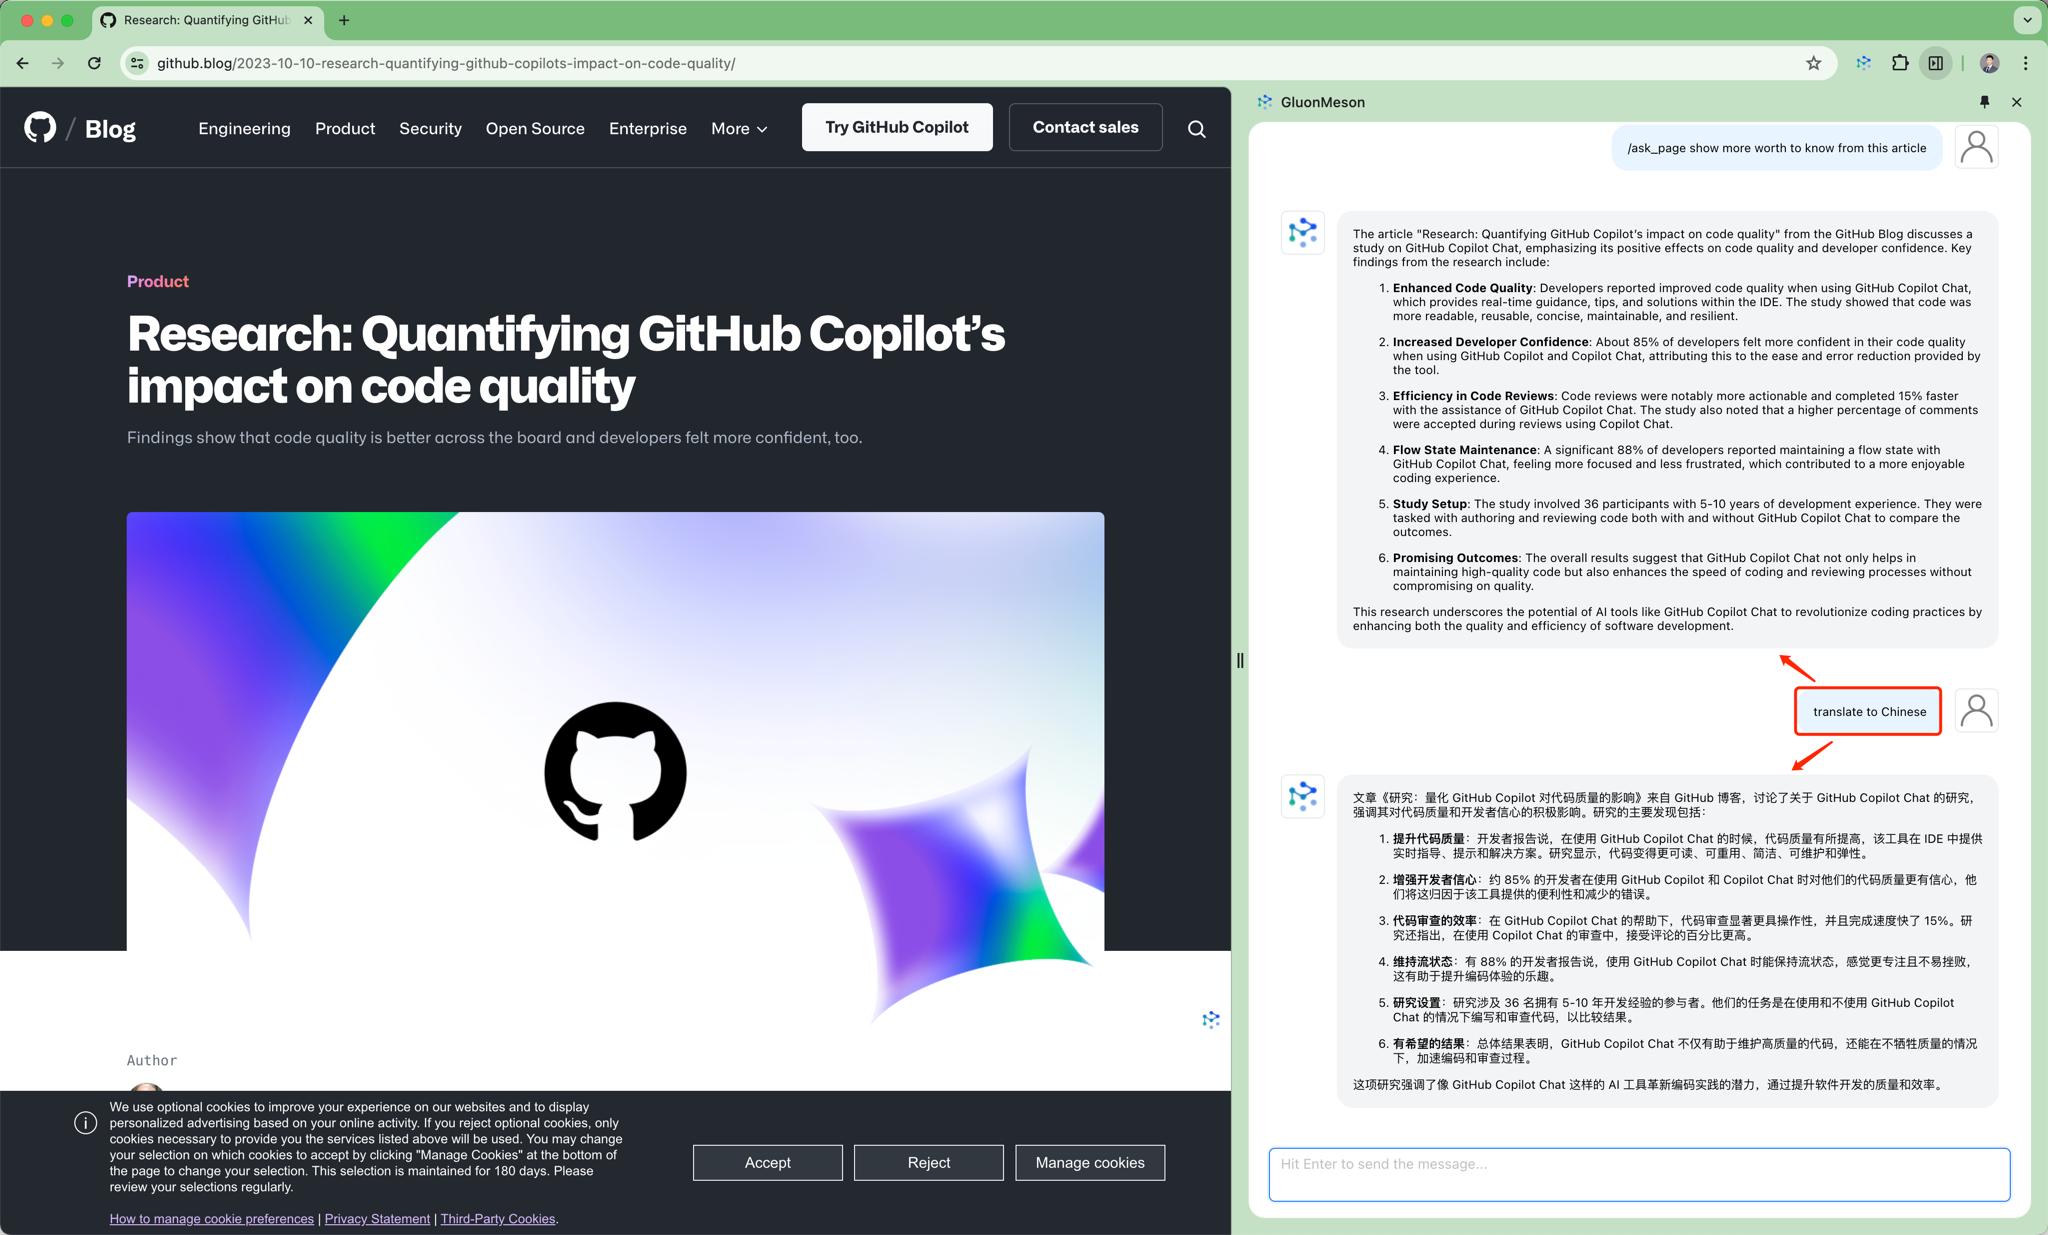 Research: Quantifying GitHub
github.blog/2023-10-10-research-quantifying-github-copilots-impact-on-code-quality/
/ Blog
Engineering Product Security Open Source Enterprise More
Try GitHub Copilot
Contact sales
Product
Research: Quantifying GitHub Copilot’s
impact on code quality
Findings show that code quality is better across the board and developers felt more confident, too.
Author
We use optional cookies to improve your experience on our websites and to display
personalized advertising based on your online activity. If you reject optional cookies, only
cookies necessary to provide you the services listed above will be used. You may change
your selection on which cookies to accept by clicking "Manage Cookies" at the bottom of
the page to change your selection. This selection is maintained for 180 days. Please
review your selections regularly.
How to manage cookie preferences | Privacy Statement | Third-Party Cookies.
Accept
Reject
Manage cookies
GluonMeson
/ask_page show more worth to know from this article
The article "Research: Quantifying GitHub Copilot's impact on code quality" from the GitHub Blog discusses a
study on GitHub Copilot Chat, emphasizing its positive effects on code quality and developer confidence. Key
findings from the research include:
1. Enhanced Code Quality: Developers reported improved code quality when using GitHub Copilot Chat,
which provides real-time guidance, tips, and solutions within the IDE. The study showed that code was
more readable, reusable, concise, maintainable, and resilient.
2. Increased Developer Confidence: About 85% of developers felt more confident in their code quality
when using GitHub Copilot and Copilot Chat, attributing this to the ease and error reduction provided by
the tool.
3. Efficiency in Code Reviews: Code reviews were notably more actionable and completed 15% faster
with the assistance of GitHub Copilot Chat. The study also noted that a higher percentage of comments
were accepted during reviews using Copilot Chat.
4. Flow State Maintenance: A significant 88% of developers reported maintaining a flow state with
GitHub Copilot Chat, feeling more focused and less frustrated, which contributed to a more enjoyable
coding experience.
5. Study Setup: The study involved 36 participants with 5-10 years of development experience. They were
tasked with authoring and reviewing code both with and without GitHub Copilot Chat to compare the
outcomes.
6. Promising Outcomes: The overall results suggest that GitHub Copilot Chat not only helps in
maintaining high-quality code but also enhances the speed of coding and reviewing processes without
compromising on quality.
This research underscores the potential of AI tools like GitHub Copilot Chat to revolutionize coding practices by
enhancing both the quality and efficiency of software development.
translate to Chinese
文章《研究：量化 GitHub Copilot 对代码质量的影响》来自 GitHub 博客，讨论了关于 GitHub Copilot Chat 的研究，
强调其对代码质量和开发者信心的积极影响。研究的主要发现包括：
1. 提升代码质量：开发者报告说，在使用 GitHub Copilot Chat 的时候，代码质量有所提高，该工具在 IDE 中提供
实时指导、提示和解决方案。研究显示，代码变得更可读、可重用、简洁、可维护和弹性。
2. 增强开发者信心：约 85% 的开发者在使用 GitHub Copilot 和 Copilot Chat 时对他们的代码质量更有信心，他
们将这归因于该工具提供的便利性和减少的错误。
3. 代码审查的效率：在 GitHub Copilot Chat 的帮助下，代码审查显著更具操作性，并且完成速度快了 15%。研
究还指出，在使用 Copilot Chat 的审查中，接受评论的百分比更高。
4. 维持流状态：有 88% 的开发者报告说，使用 GitHub Copilot Chat 时能保持流状态，感觉更专注且不易挫败，
这有助于提升编码体验的乐趣。
5. 研究设置：研究涉及 36 名拥有 5-10 年开发经验的参与者。他们的任务是在使用和不使用 GitHub Copilot
Chat 的情况下编写和审查代码，以比较结果。
6. 有希望的结果：总体结果表明，GitHub Copilot Chat 不仅有助于维护高质量的代码，还能在不牺牲质量的情况
下，加速编码和审查过程。
这项研究强调了像 GitHub Copilot Chat 这样的 AI 工具革新编码实践的潜力，通过提升软件开发的质量和效率。
Hit Enter to send the message...